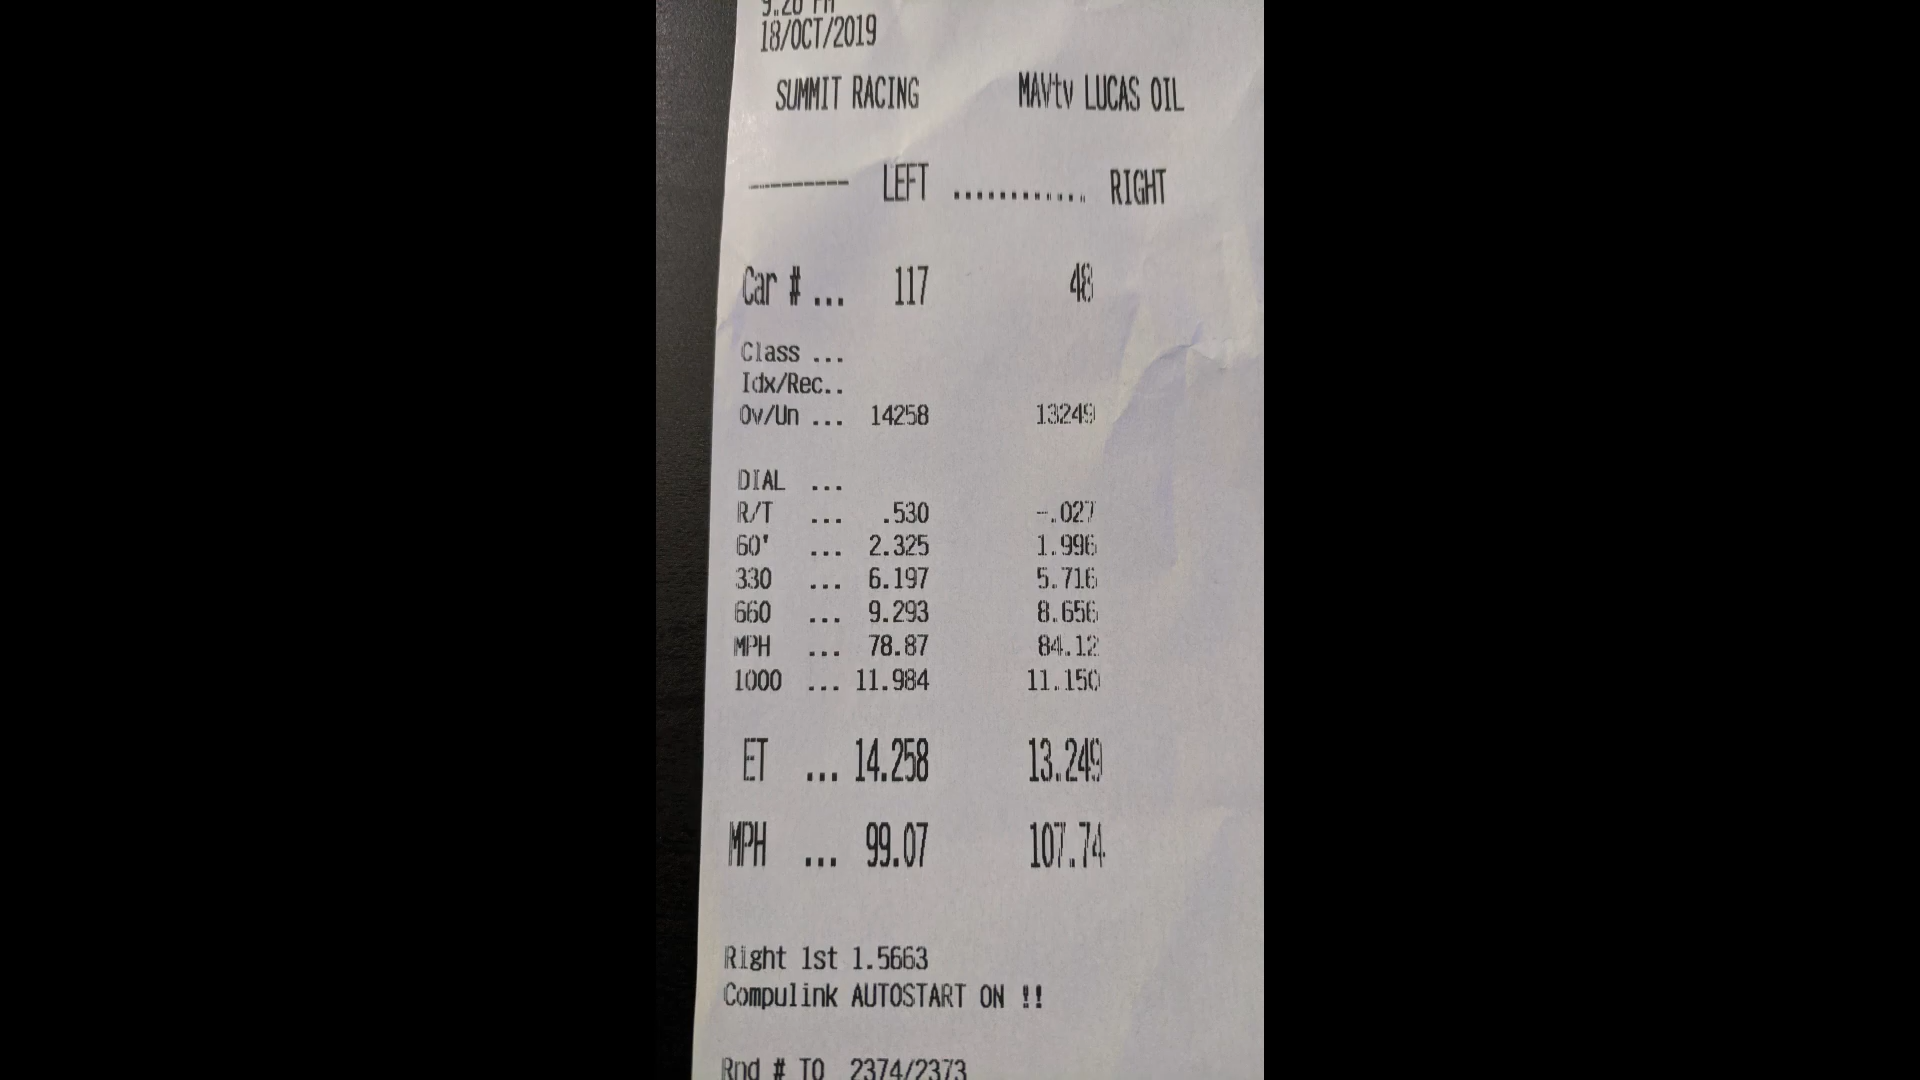 9:20 PM
18/OCT/2019
SUMMIT RACING MAVtv LUCAS OIL
--------- LEFT ............ RIGHT
Car # ... 117 48
Class ...
Idx/Rec..
Ov/Un ... 14258 13249
DIAL ...
R/T ... .530 -.027
60' ... 2.325 1.996
330 ... 6.197 5.716
660 ... 9.293 8.656
MPH ... 78.87 84.12
1000 ... 11.984 11.150
ET ... 14.258 13.249
MPH ... 99.07 107.74
Right 1st 1.5663
Compulink AUTOSTART ON !!
Rnd # TO 2374/2373